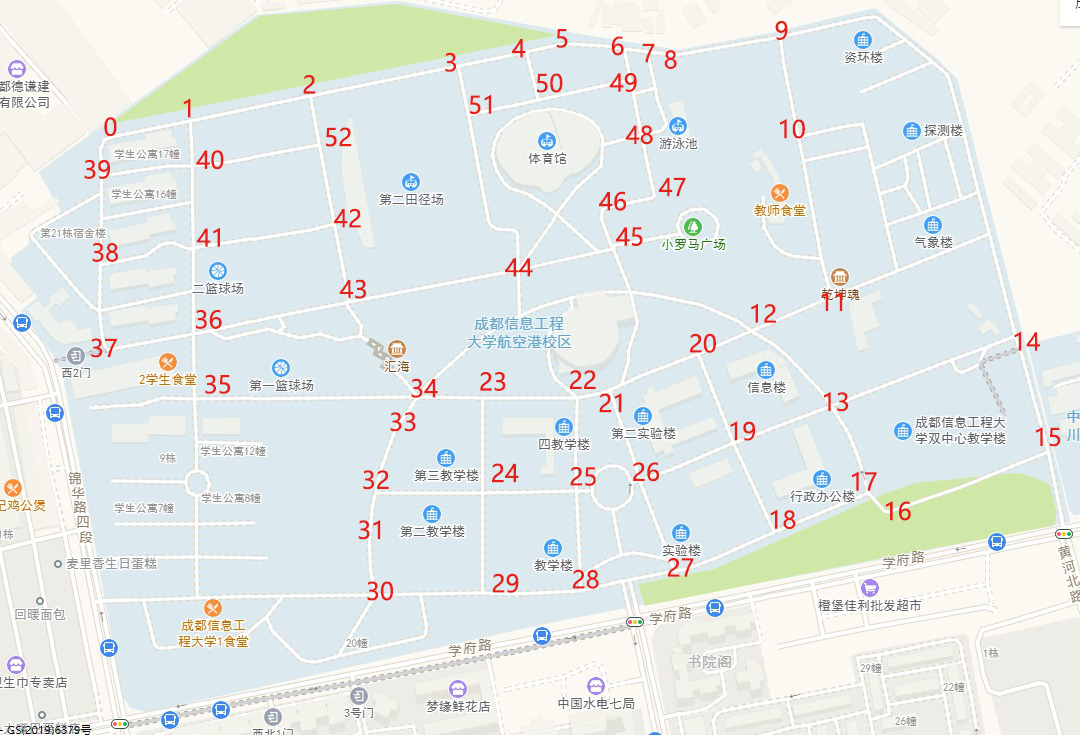 都德谦建
有限公司
0
1
2
3
4
5
6
7
8
9
资环楼
学生公寓17幢
39
40
52
51
50
49
48
体育馆
游泳池
10
探测楼
学生公寓16幢
第二田径场
46
47
教师食堂
第21栋宿舍楼
38
41
42
45
小罗马广场
气象楼
44
二篮球场
43
乾坤魂
11
36
成都信息工程
大学航空港校区
12
37
西2门
2学生食堂
35
第一篮球场
汇海
34
23
22
20
14
信息楼
21
13
33
第二实验楼
四教学楼
19
成都信息工程大
学双中心教学楼
15
中
川
9栋
学生公寓12幢
第三教学楼
32
24
25
26
学生公寓8幢
学生公寓7幢
行政办公楼
17
16
锦华路四段
31
第二教学楼
18
实验楼
麦里香生日蛋糕
教学楼
27
学府路
黄河北路
30
29
28
回暖面包
成都信息工
程大学1食堂
20幢
学府路
学府路
橙堡佳利批发超市
书院阁
29幢
1栋
22幢
26幢
卫生巾专卖店
3号门
梦缘鲜花店
中国水电七局
西北1门
GS(2019)6379号